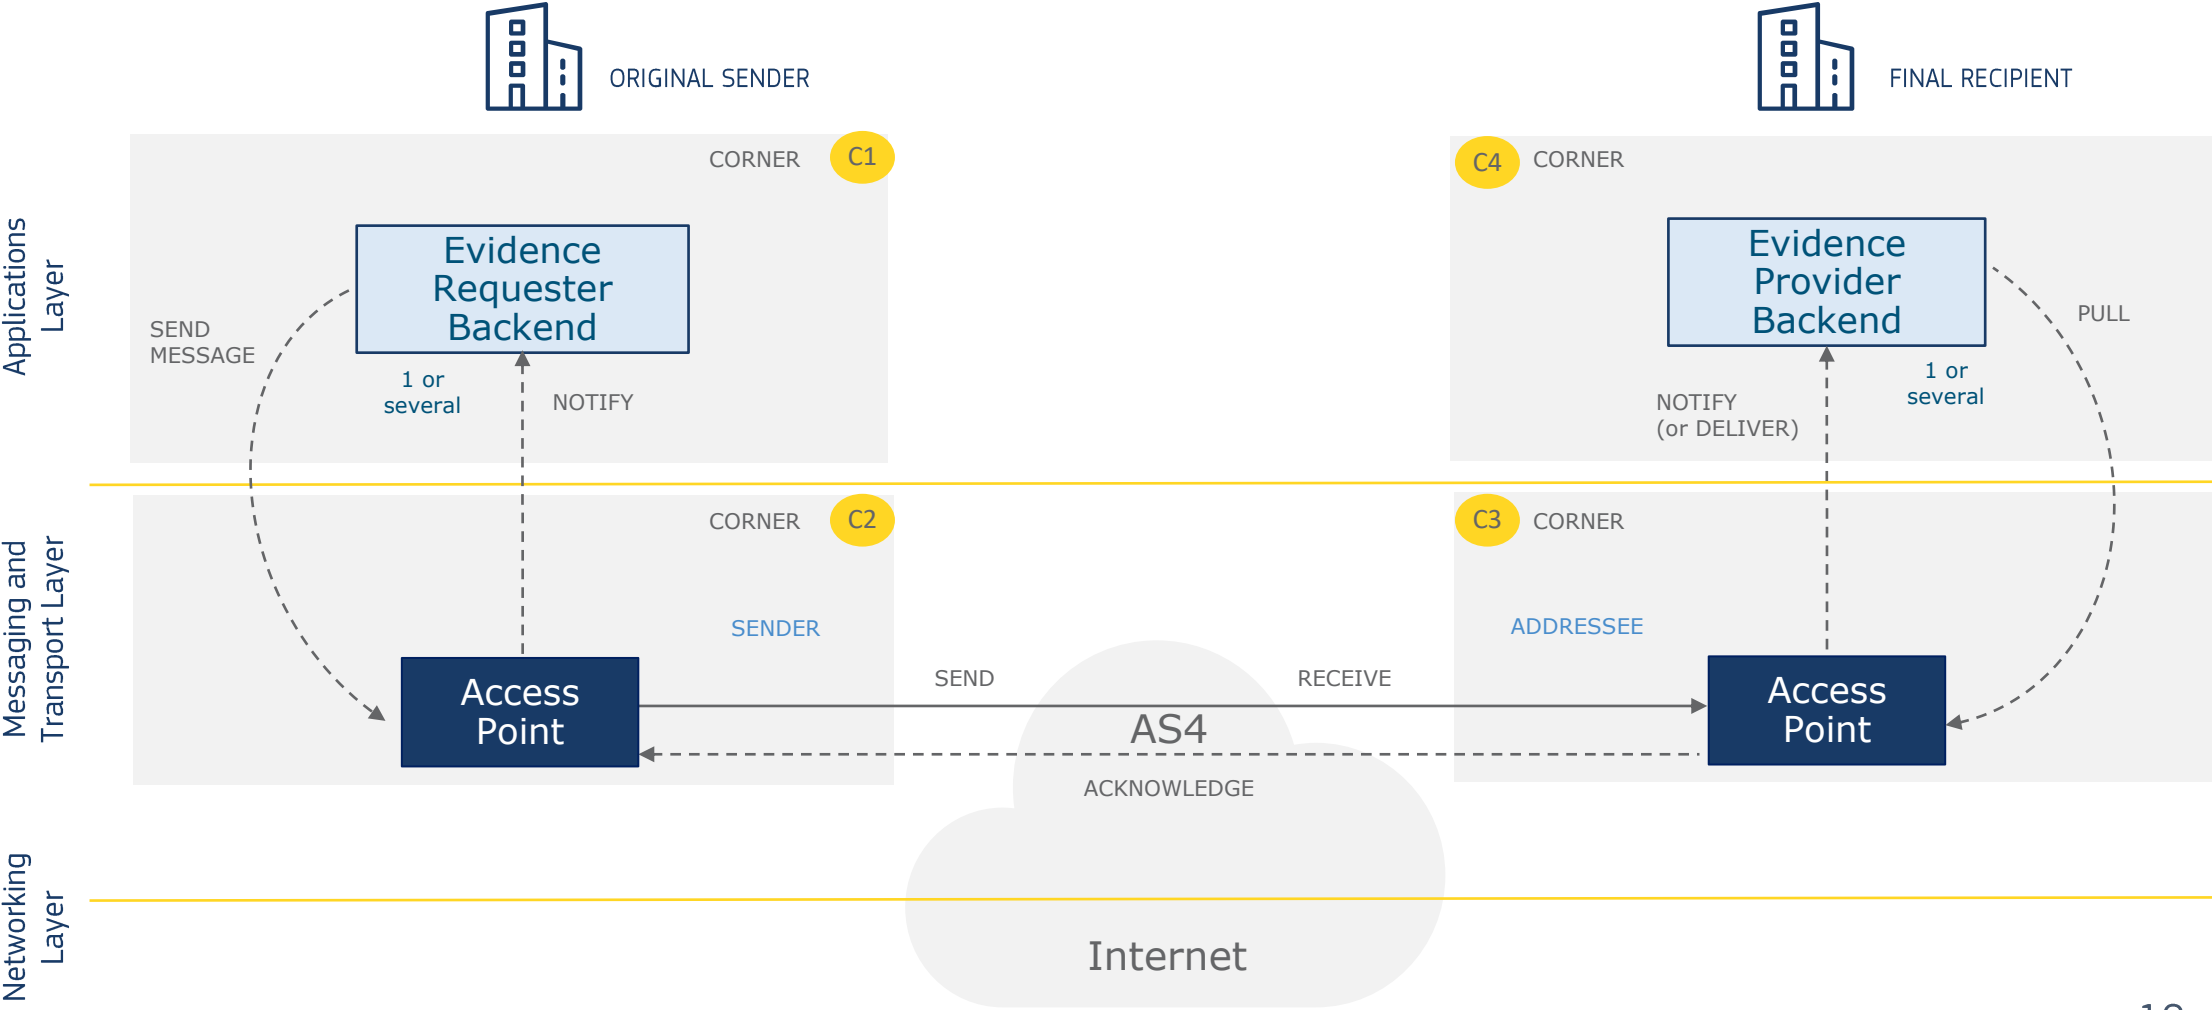 ORIGINAL SENDER
FINAL RECIPIENT
Applications
Layer
CORNER
C1
Evidence
Requester
Backend
SEND
MESSAGE
1 or
several
NOTIFY
C4
CORNER
Evidence
Provider
Backend
PULL
1 or
several
NOTIFY
(or DELIVER)
Messaging and
Transport Layer
CORNER
C2
SENDER
Access
Point
SEND
RECEIVE
AS4
ACKNOWLEDGE
C3
CORNER
ADDRESSEE
Access
Point
Networking
Layer
Internet